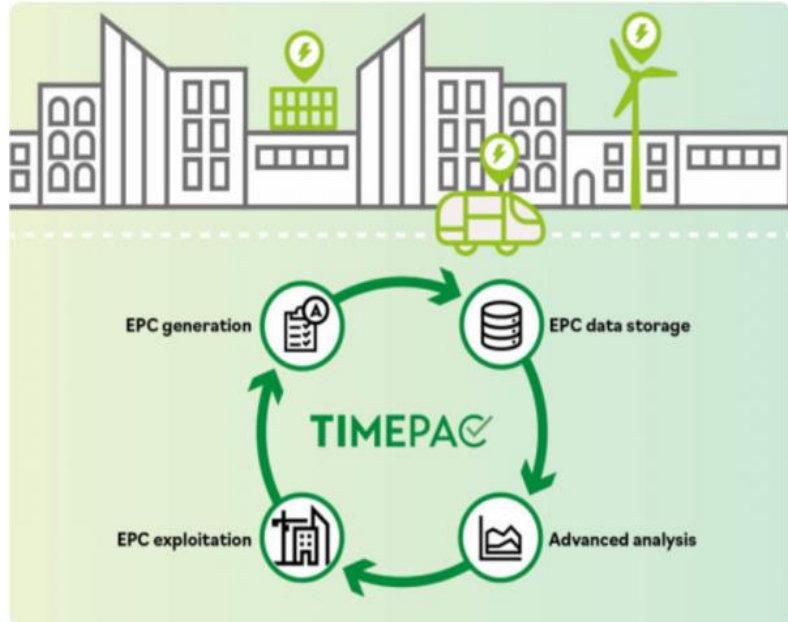 EPC generation
EPC data storage
TIMEPAC
EPC exploitation
Advanced analysis